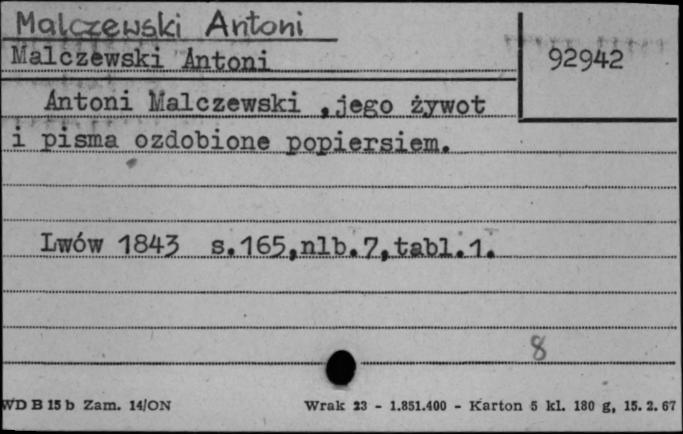 Malczewski Antoni
Malczewski Antoni
92942
Antoni Malczewski , jego żywot
i pisma ozdobione popiersiem.
Lwów 1843 s.165,nlb.7,tabl.1.
8
WD B 15 b Zam. 14/ON
Wrak 23 - 1.851.400 - Karton 5 kl. 180 g, 15. 2. 67